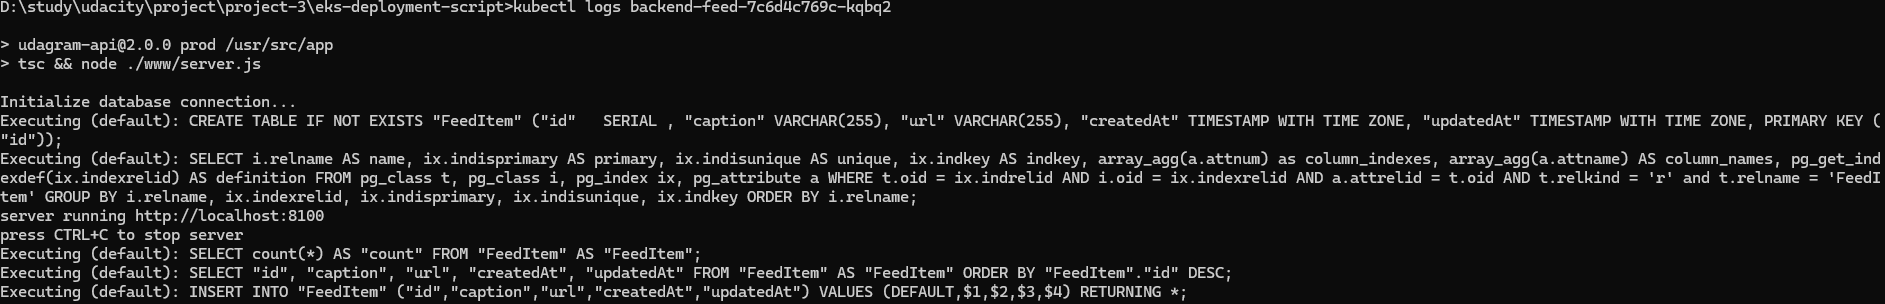 D:\study\udacity\project\project-3\eks-deployment-script>kubectl logs backend-feed-7c6d4c769c-kqbq2
> udagram-api@2.0.0 prod /usr/src/app
> tsc && node ./www/server.js
Initialize database connection...
Executing (default): CREATE TABLE IF NOT EXISTS "FeedItem" ("id"   SERIAL , "caption" VARCHAR(255), "url" VARCHAR(255), "createdAt" TIMESTAMP WITH TIME ZONE, "updatedAt" TIMESTAMP WITH TIME ZONE, PRIMARY KEY (
"id"));
Executing (default): SELECT i.relname AS name, ix.indisprimary AS primary, ix.indisunique AS unique, ix.indkey AS indkey, array_agg(a.attnum) as column_indexes, array_agg(a.attname) AS column_names, pg_get_ind
exdef(ix.indexrelid) AS definition FROM pg_class t, pg_class i, pg_index ix, pg_attribute a WHERE t.oid = ix.indrelid AND i.oid = ix.indexrelid AND a.attrelid = t.oid AND t.relkind = 'r' and t.relname = 'FeedI
tem' GROUP BY i.relname, ix.indexrelid, ix.indisprimary, ix.indisunique, ix.indkey ORDER BY i.relname;
server running http://localhost:8100
press CTRL+C to stop server
Executing (default): SELECT count(*) AS "count" FROM "FeedItem" AS "FeedItem";
Executing (default): SELECT "id", "caption", "url", "createdAt", "updatedAt" FROM "FeedItem" AS "FeedItem" ORDER BY "FeedItem"."id" DESC;
Executing (default): INSERT INTO "FeedItem" ("id","caption","url","createdAt","updatedAt") VALUES (DEFAULT,$1,$2,$3,$4) RETURNING *;